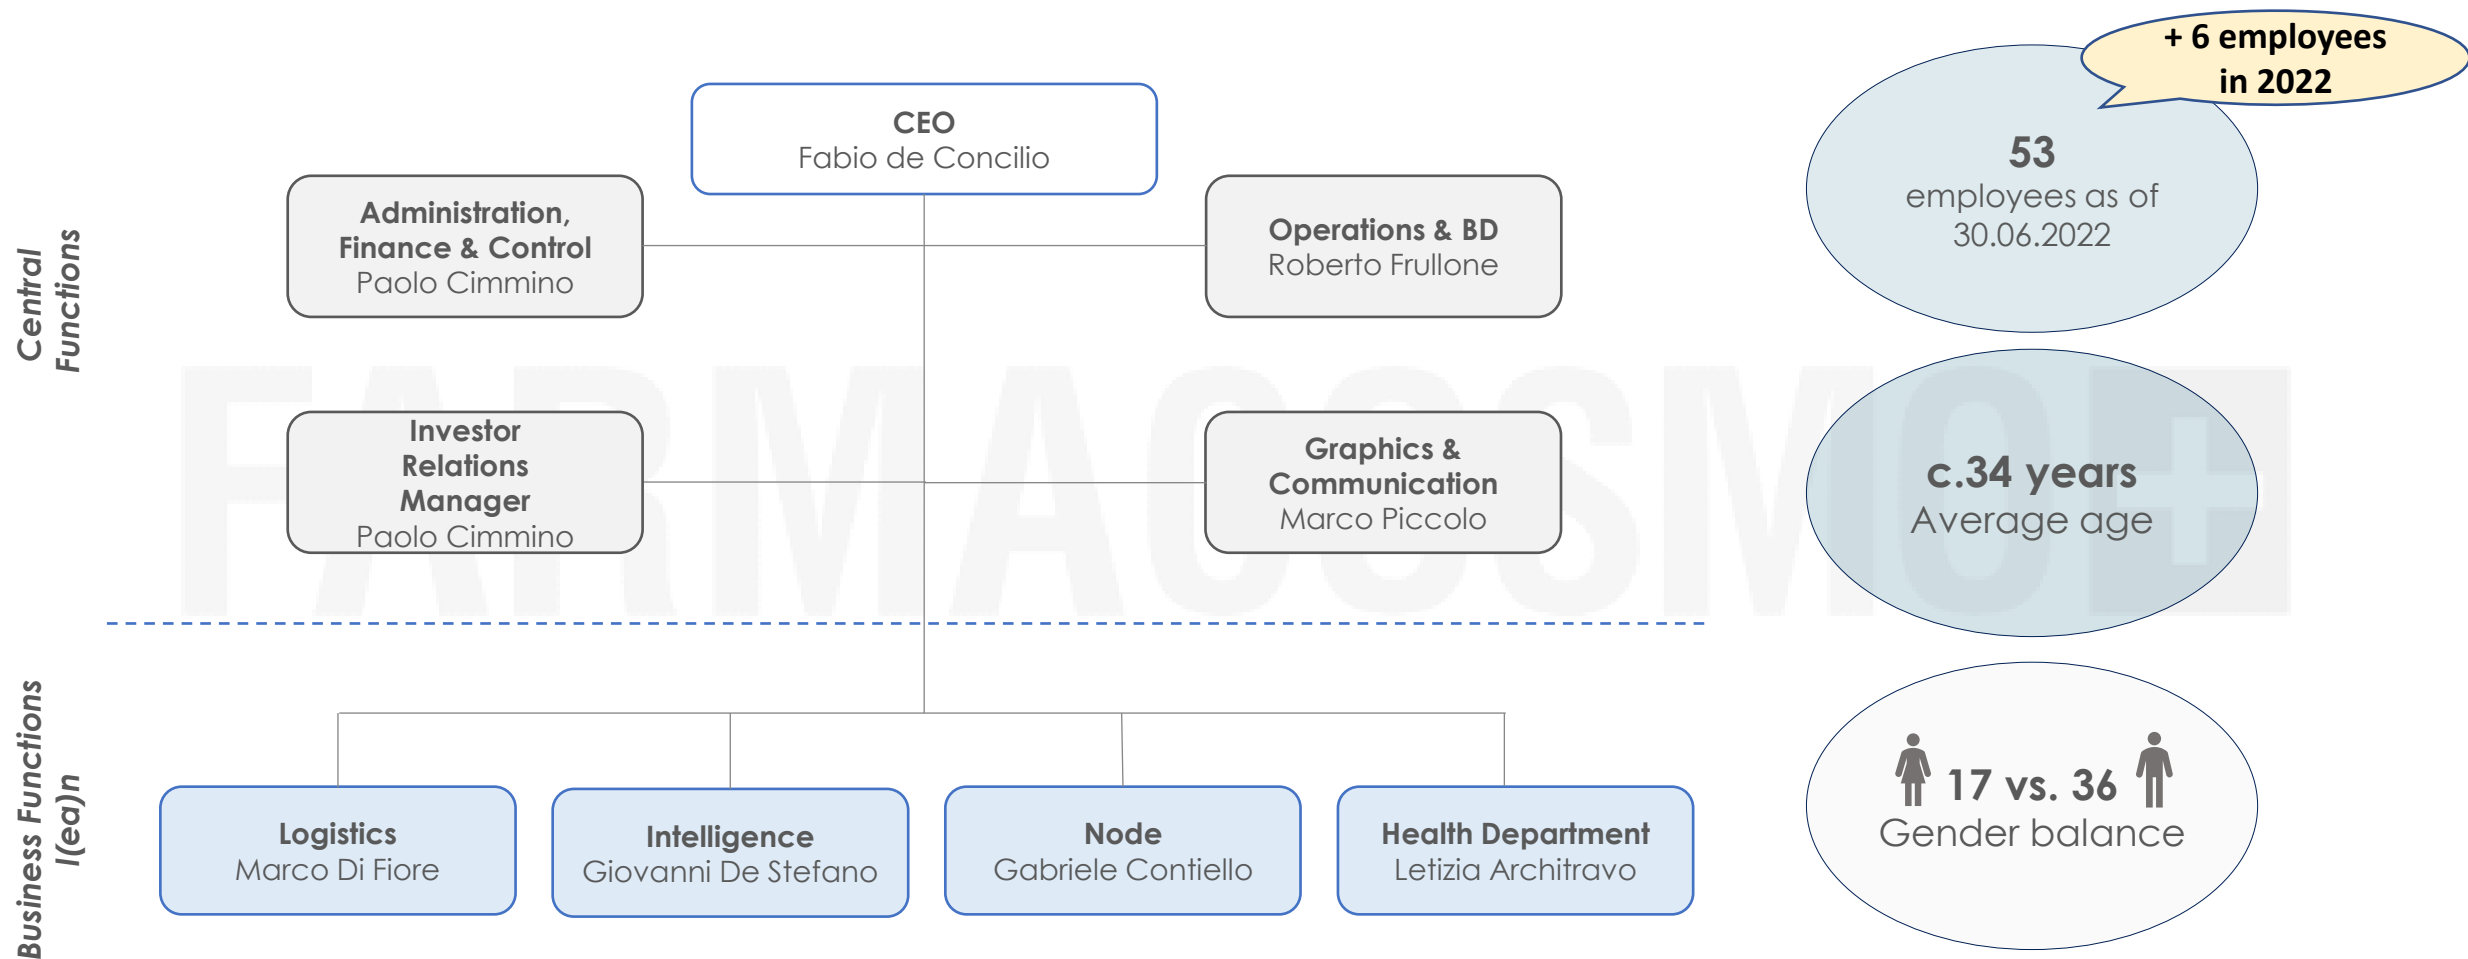 + 6 employees
in 2022
CEO
Fabio de Concilio
Administration,
Finance & Control
Paolo Cimmino
Operations & BD
Roberto Frullone
53
employees as of
30.06.2022
Central
Functions
Investor
Relations
Manager
Paolo Cimmino
Graphics &
Communication
Marco Piccolo
c.34 years
Average age
FARMACOSMO
Business Functions
l(ea)n
Logistics
Marco Di Fiore
Intelligence
Giovanni De Stefano
Node
Gabriele Contiello
Health Department
Letizia Architravo
17 vs. 36
Gender balance